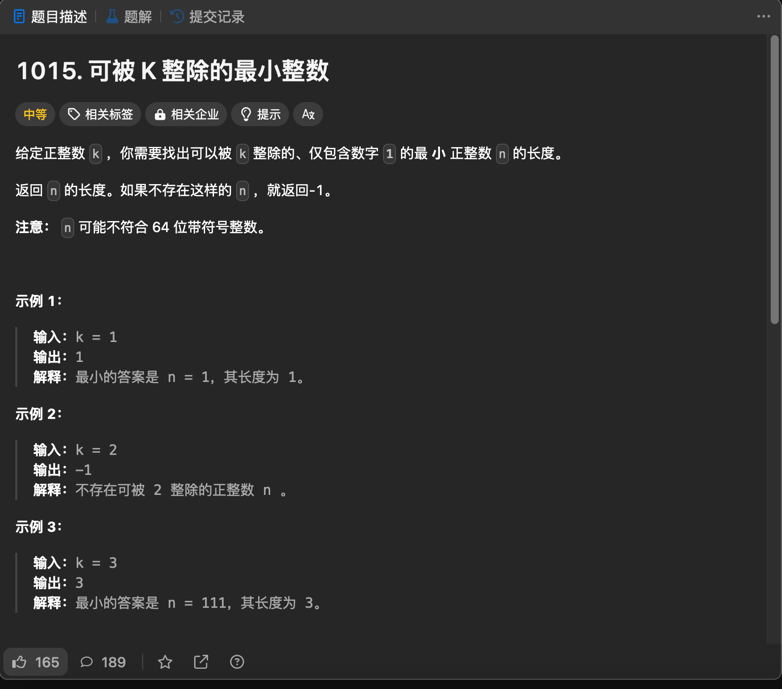 题目描述 题解 提交记录
1015. 可被 K 整除的最小整数
中等 相关标签 相关企业 提示
给定正整数 k ，你需要找出可以被 k 整除的、仅包含数字 1 的最 小 正整数 n 的长度。
返回 n 的长度。如果不存在这样的 n ，就返回-1。
注意： n 可能不符合 64 位带符号整数。
示例 1：
输入：k = 1
输出：1
解释：最小的答案是 n = 1，其长度为 1。
示例 2：
输入：k = 2
输出：-1
解释：不存在可被 2 整除的正整数 n 。
示例 3：
输入：k = 3
输出：3
解释：最小的答案是 n = 111，其长度为 3。
165 189